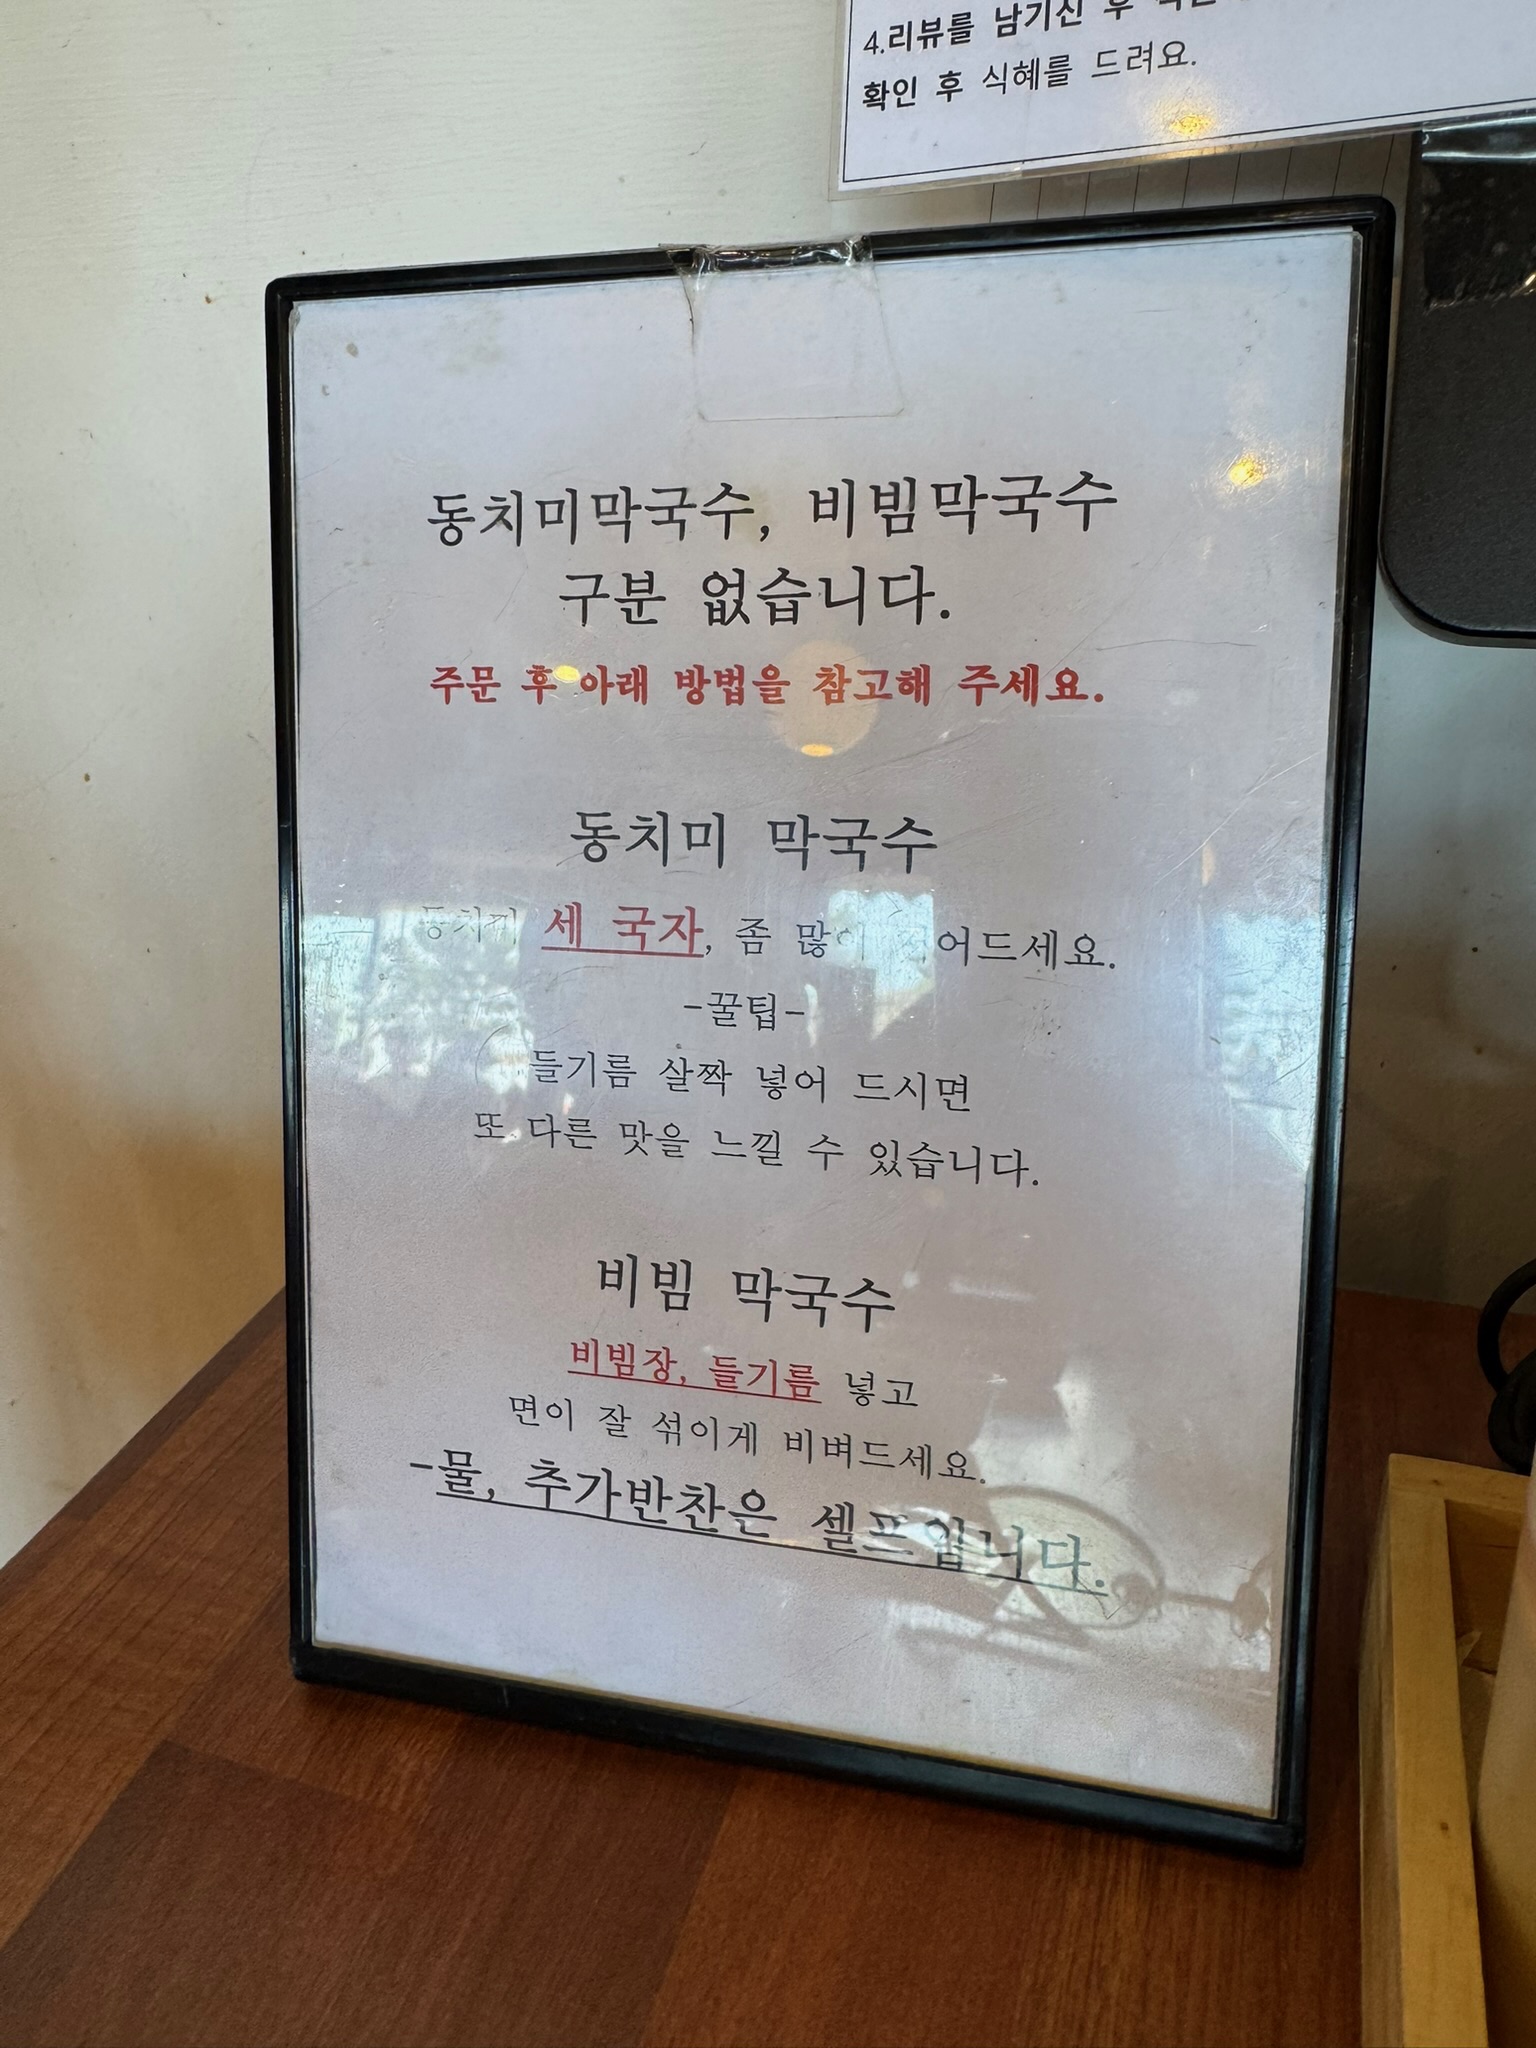 4.리뷰를 남기신 후
확인 후 식혜를 드려요.
동치미막국수, 비빔막국수
구분 없습니다.
주문 후 아래 방법을 참고해 주세요.
동치미 막국수
세 국자, 좀 많이
-꿀팁-
들기름 살짝 넣어 드시면
또 다른 맛을 느낄 수 있습니다.
비빔 막국수
비빔장, 들기름 넣고
면이 잘 섞이게 비벼드세요.
-물, 추가반찬은 셀프입니다.